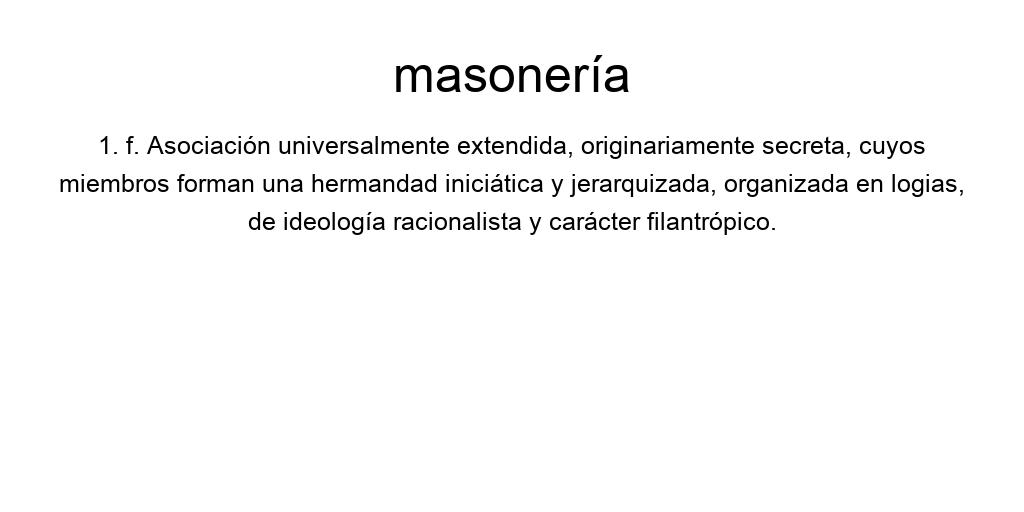 masonería
1. f. Asociación universalmente extendida, originariamente secreta, cuyos
miembros forman una hermandad iniciática y jerarquizada, organizada en logias,
de ideología racionalista y carácter filantrópico.